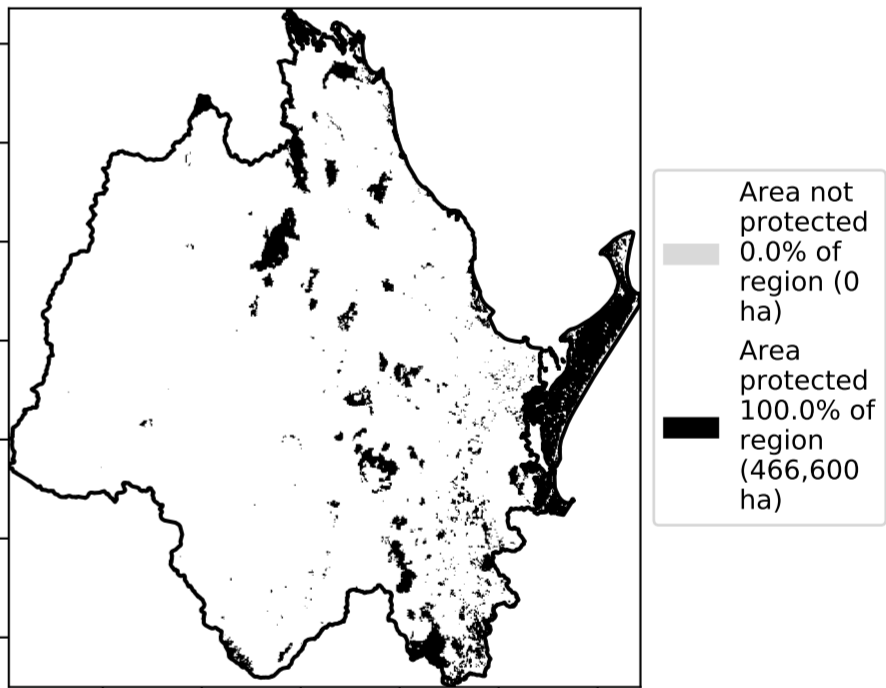 Area not
protected
0.0% of
region (0
ha)
Area
protected
100.0% of
region
(466,600
ha)